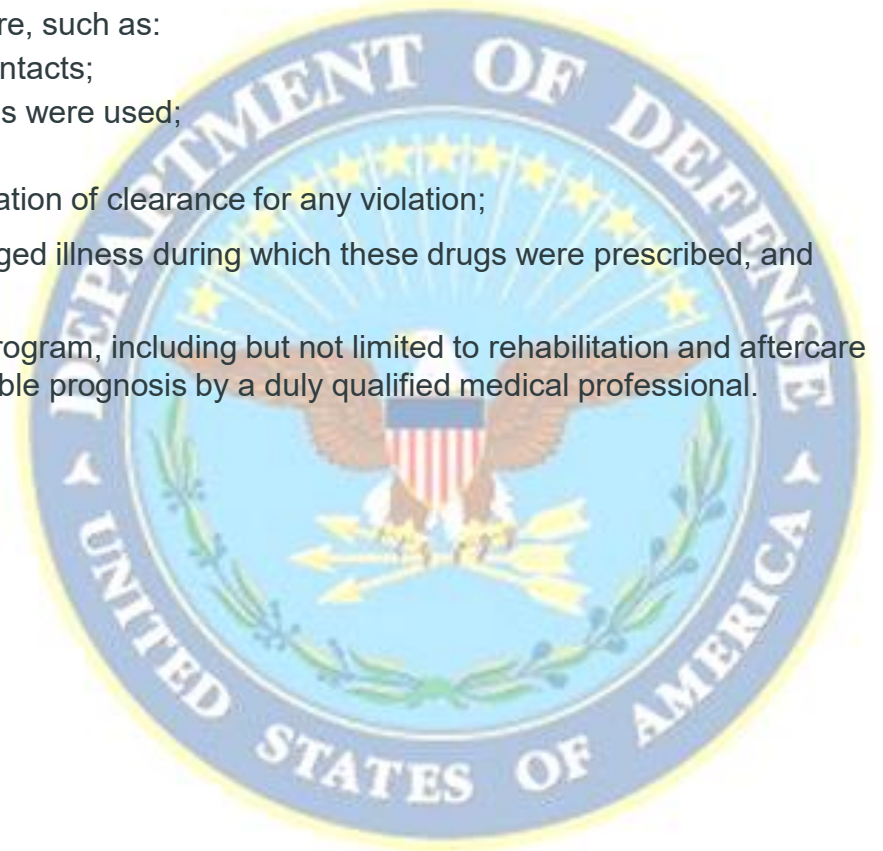 re, such as:
ntacts;
s were used;
ation of clearance for any violation;
ged illness during which these drugs were prescribed, and
rogram, including but not limited to rehabilitation and aftercare
ble prognosis by a duly qualified medical professional.
DEPARTMENT OF DEFENSE
UNITED STATES OF AMERICA